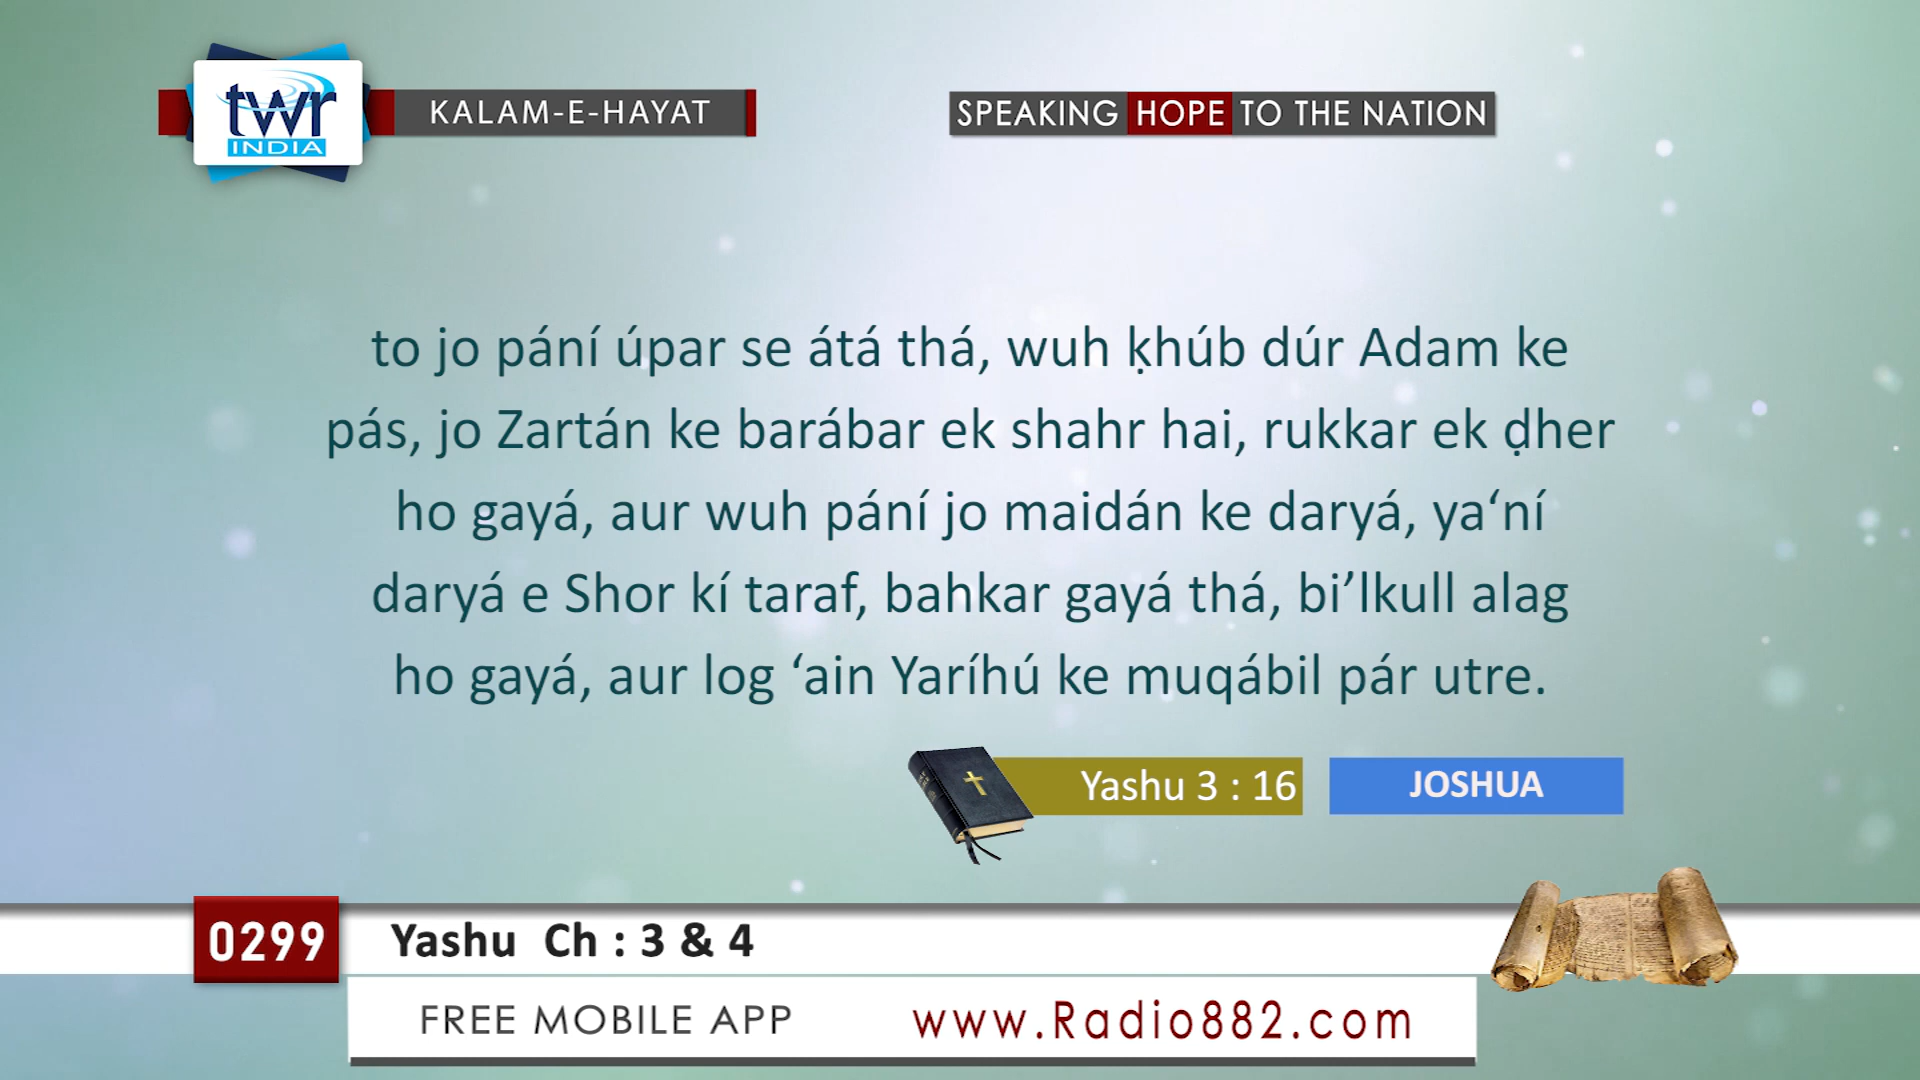 twr
INDIA
KALAM-E-HAYAT
SPEAKING HOPE TO THE NATION
to jo pání úpar se átá thá, wuh ḳhúb dúr Adam ke
pás, jo Zartán ke barábar ek shahr hai, rukkar ek ḍher
ho gayá, aur wuh pání jo maidán ke daryá, ya‘ní
daryá e Shor kí taraf, bahkar gayá thá, bi’lkull alag
ho gayá, aur log ‘ain Yaríhú ke muqábil pár utre.
Yashu 3 : 16
JOSHUA
0299
Yashu Ch : 3 & 4
FREE MOBILE APP
www.Radio882.com